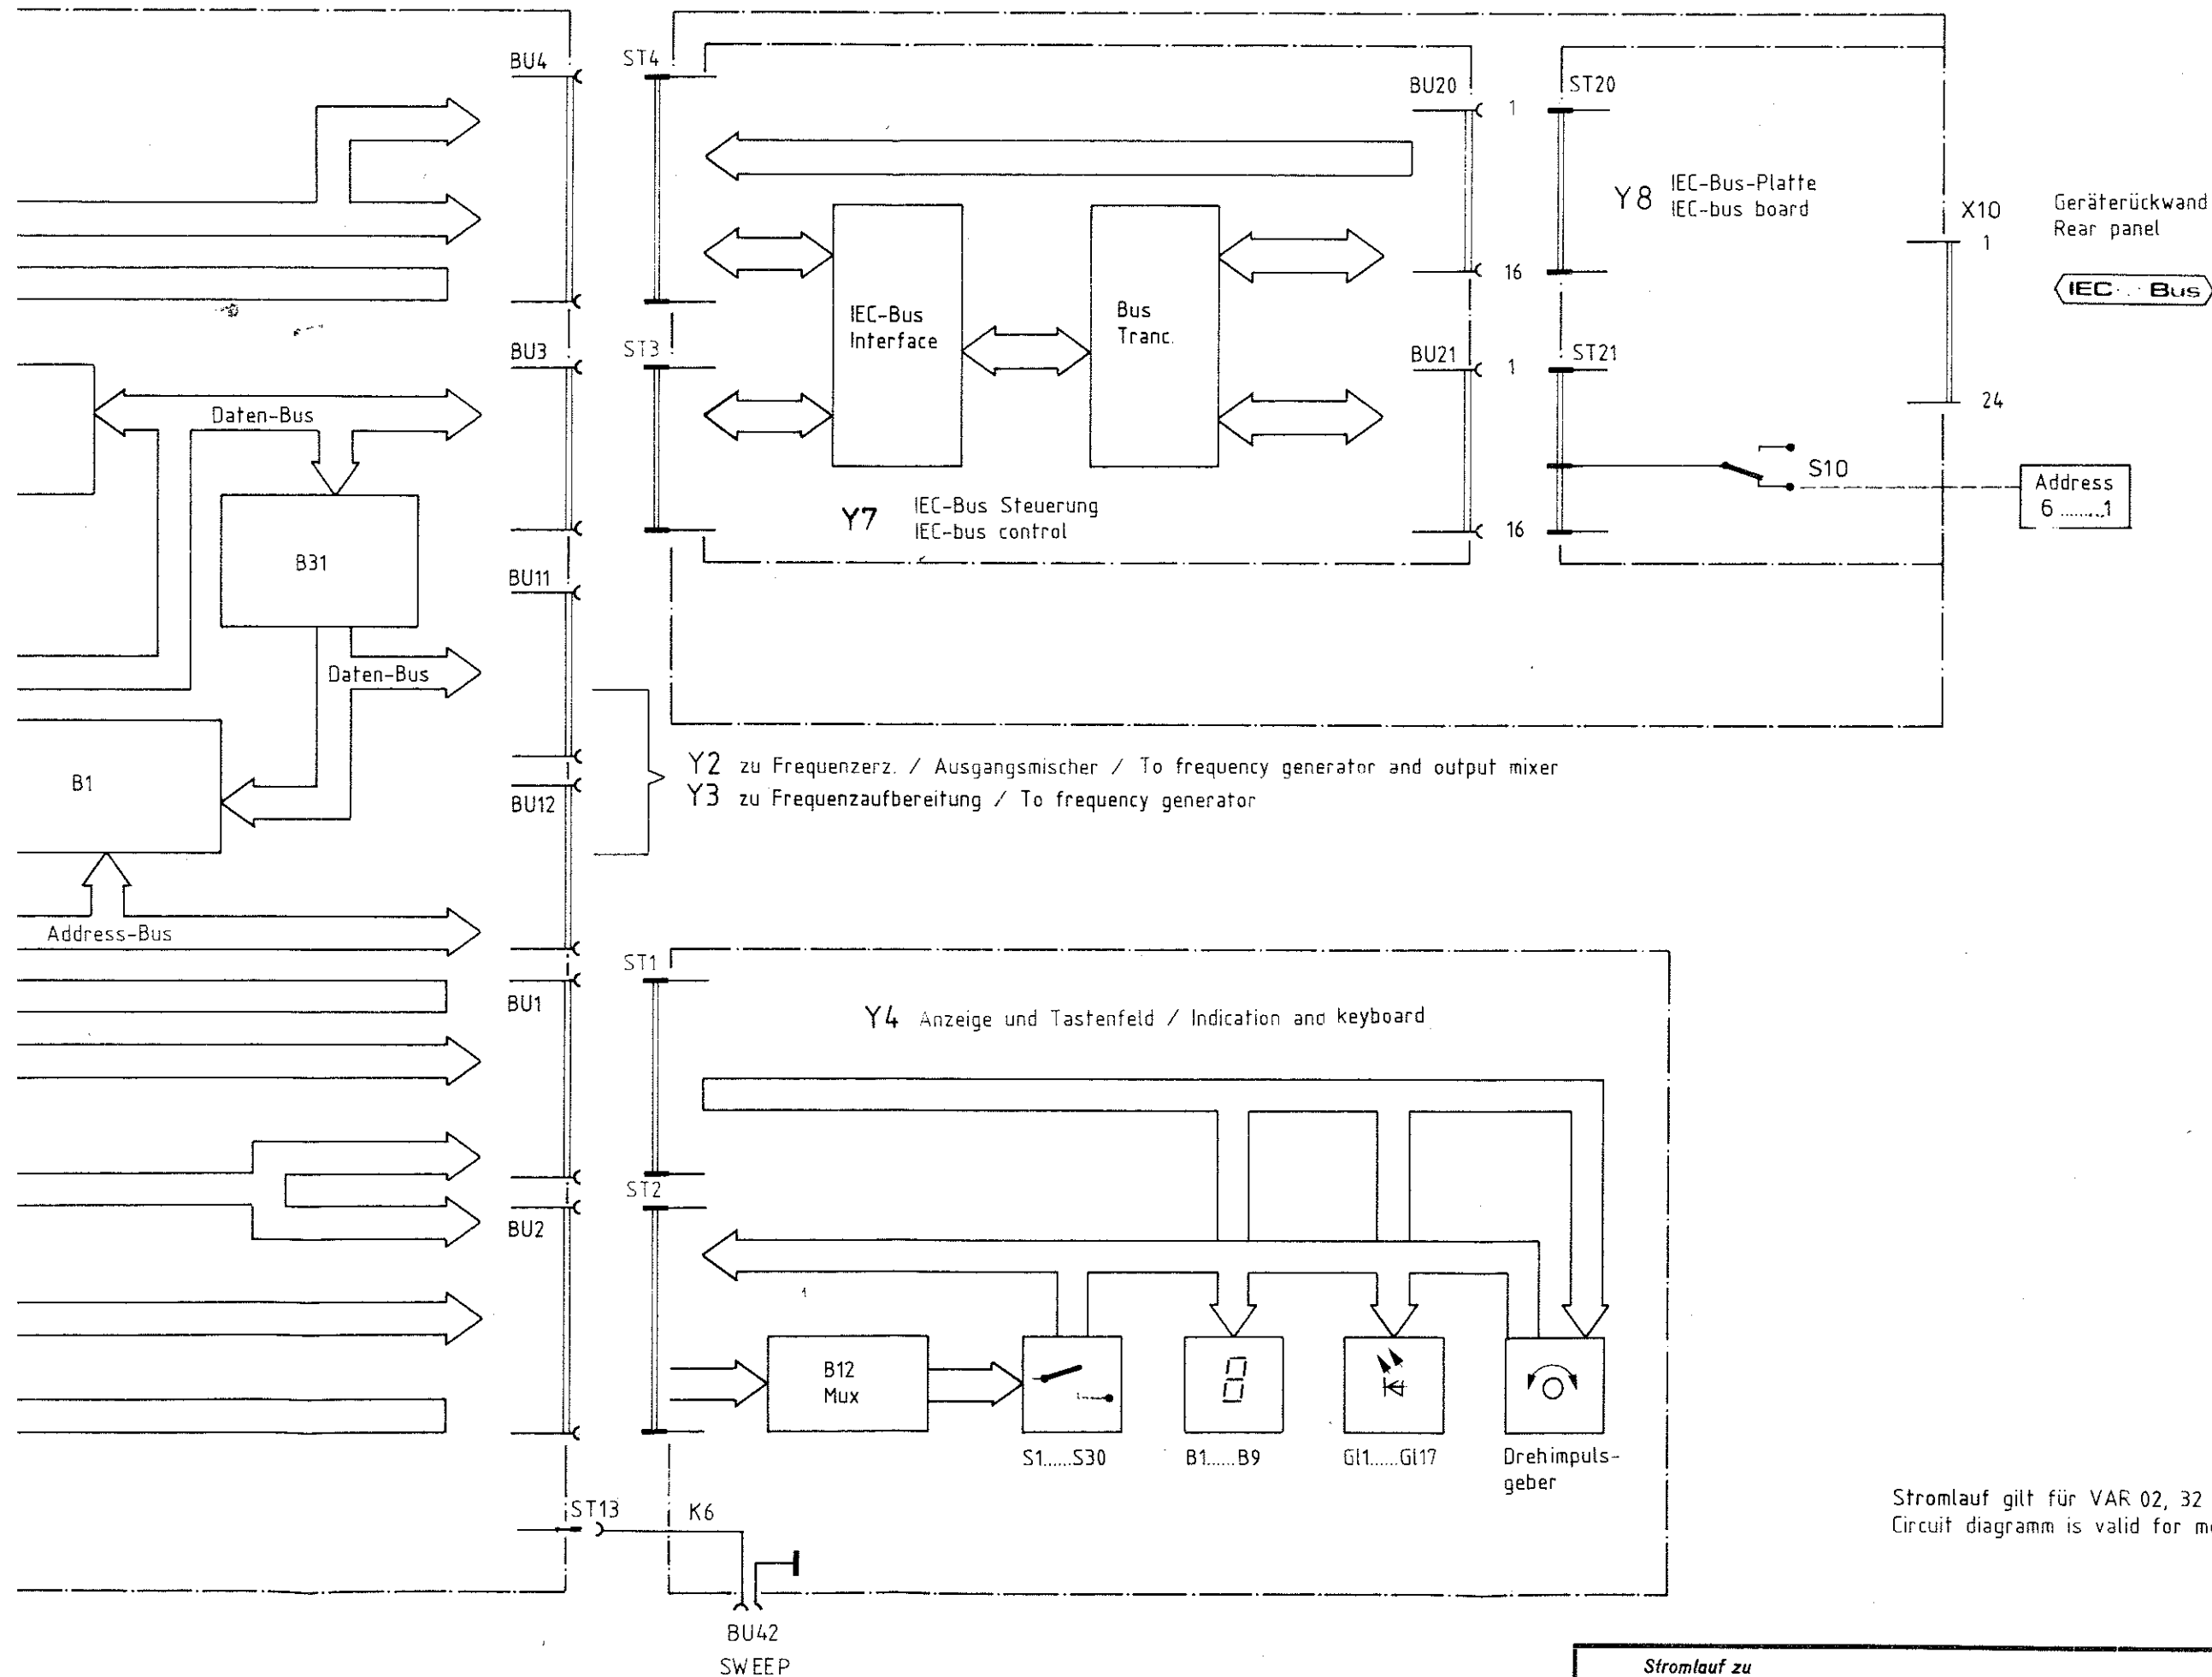 BU4
ST4
BU20
1
ST20
Y8
IEC-Bus-Platte
IEC-bus board
X10
1
Geräterückwand
Rear panel
IEC Bus
16
IEC-Bus
Interface
Bus
Tranc.
BU3
ST3
BU21
1
ST21
24
Daten-Bus
S10
Address
6........1
Y7
IEC-Bus Steuerung
IEC-bus control
16
B31
BU11
Daten-Bus
Y2 zu Frequenzerz. / Ausgangsmischer / To frequency generator and output mixer
Y3 zu Frequenzaufbereitung / To frequency generator
B1
BU12
Address-Bus
ST1
BU1
Y4 Anzeige und Tastenfeld / Indication and keyboard
ST2
BU2
B12
Mux
S1......S30
B1......B9
Gl1......Gl17
Drehimpuls-
geber
ST13
K6
Stromlauf gilt für VAR 02, 32
Circuit diagramm is valid for
BU42
SWEEP
Stromlauf zu